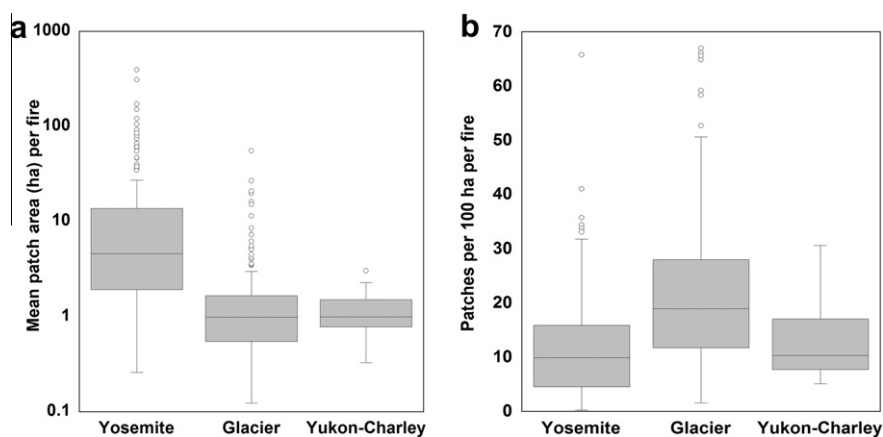 a
Mean patch area (ha) per fire
1000
100
10
1
0.1
Yosemite Glacier Yukon-Charley
b
Patches per 100 ha per fire
70
60
50
40
30
20
10
0
Yosemite Glacier Yukon-Charley